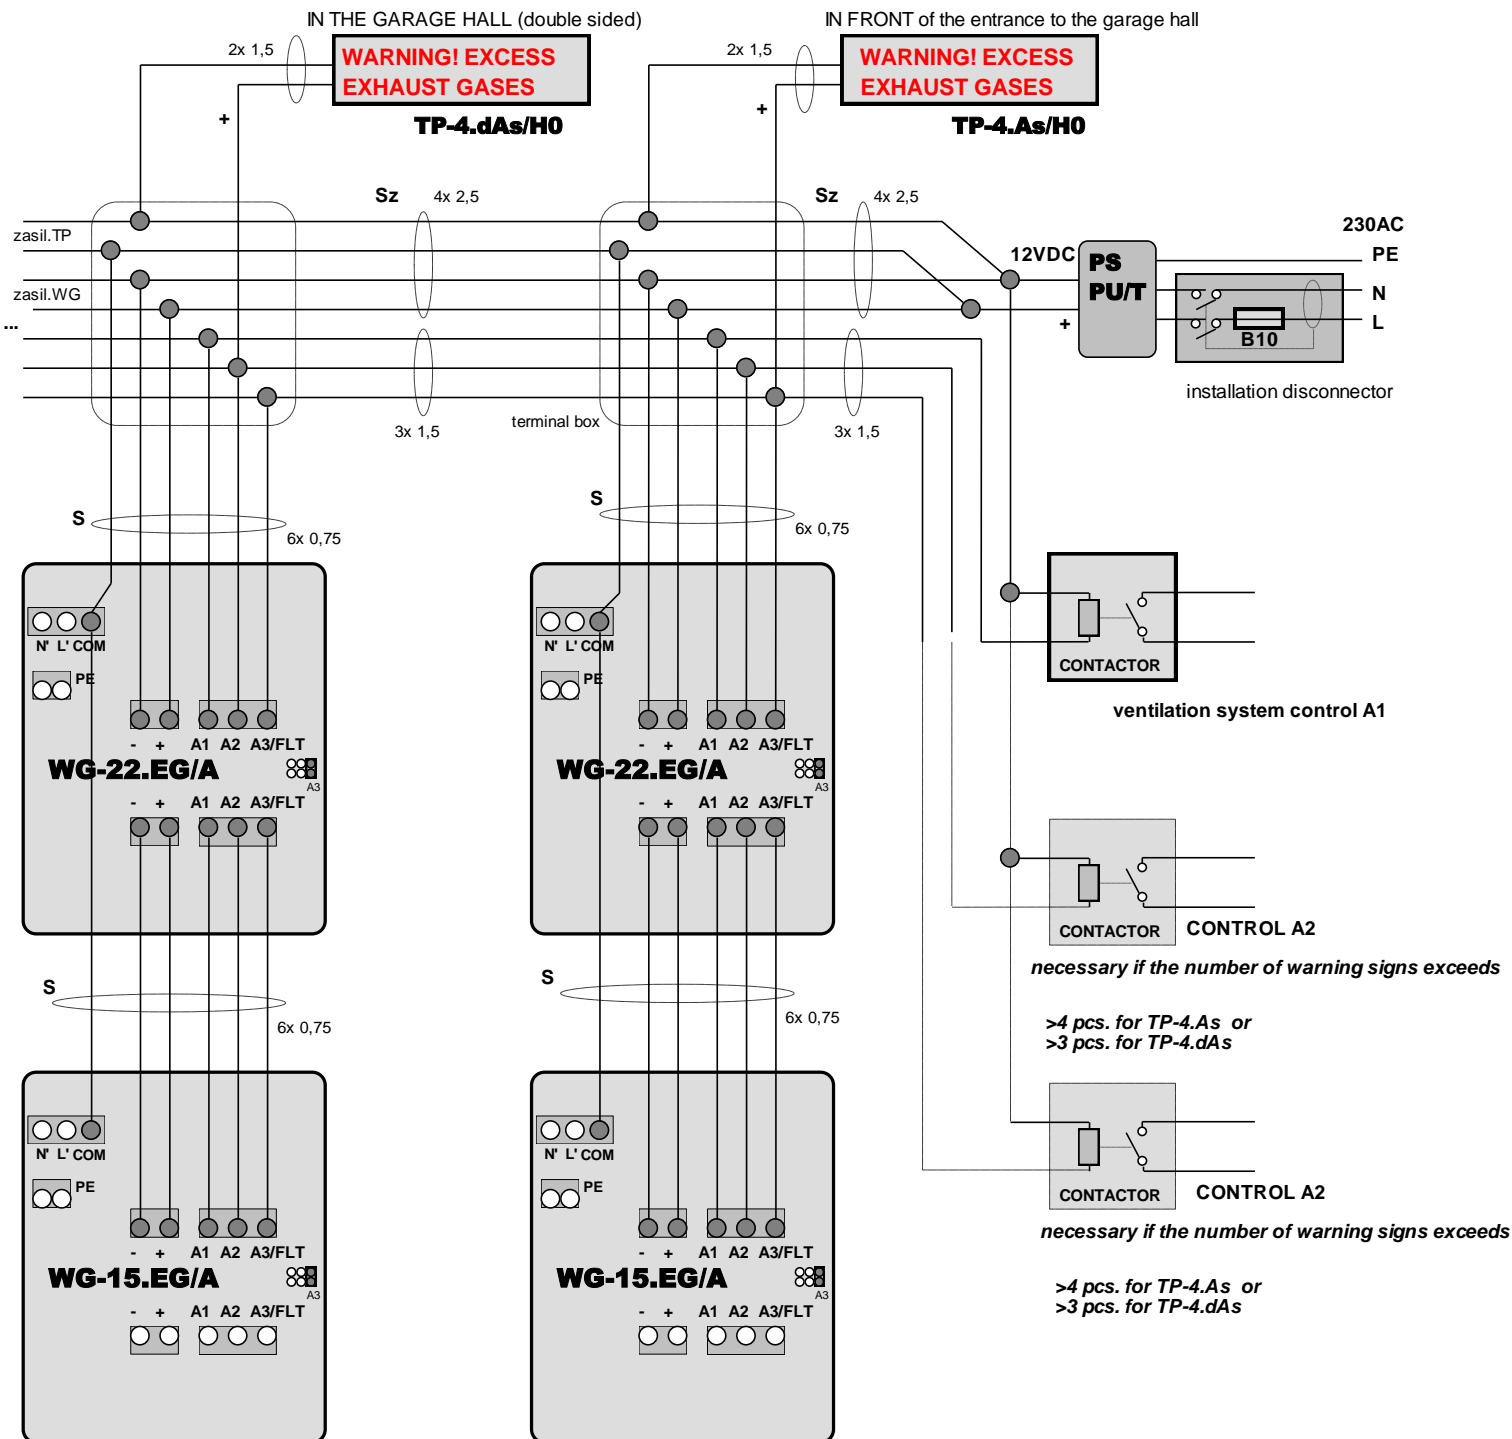 IN THE GARAGE HALL (double sided)
IN FRONT of the entrance to the garage hall
2x 1,5
WARNING! EXCESS
EXHAUST GASES
+
TP-4.dAs/H0
2x 1,5
WARNING! EXCESS
EXHAUST GASES
+
TP-4.As/H0
Sz 4x 2,5
Sz 4x 2,5
zasil.TP
zasil.WG
...
230AC
12VDC
PS
PU/T
+
PE
N
L
B10
installation disconnector
terminal box
3x 1,5
3x 1,5
S
6x 0,75
S
6x 0,75
N' L' COM
PE
- + A1 A2 A3/FLT
WG-22.EG/A
A3
- + A1 A2 A3/FLT
N' L' COM
PE
- + A1 A2 A3/FLT
WG-22.EG/A
A3
- + A1 A2 A3/FLT
CONTACTOR
ventilation system control A1
CONTACTOR
CONTROL A2
necessary if the number of warning signs exceeds
>4 pcs. for TP-4.As or
>3 pcs. for TP-4.dAs
S
6x 0,75
S
6x 0,75
N' L' COM
PE
- + A1 A2 A3/FLT
WG-15.EG/A
A3
- + A1 A2 A3/FLT
N' L' COM
PE
- + A1 A2 A3/FLT
WG-15.EG/A
A3
- + A1 A2 A3/FLT
CONTACTOR
CONTROL A2
necessary if the number of warning signs exceeds
>4 pcs. for TP-4.As or
>3 pcs. for TP-4.dAs